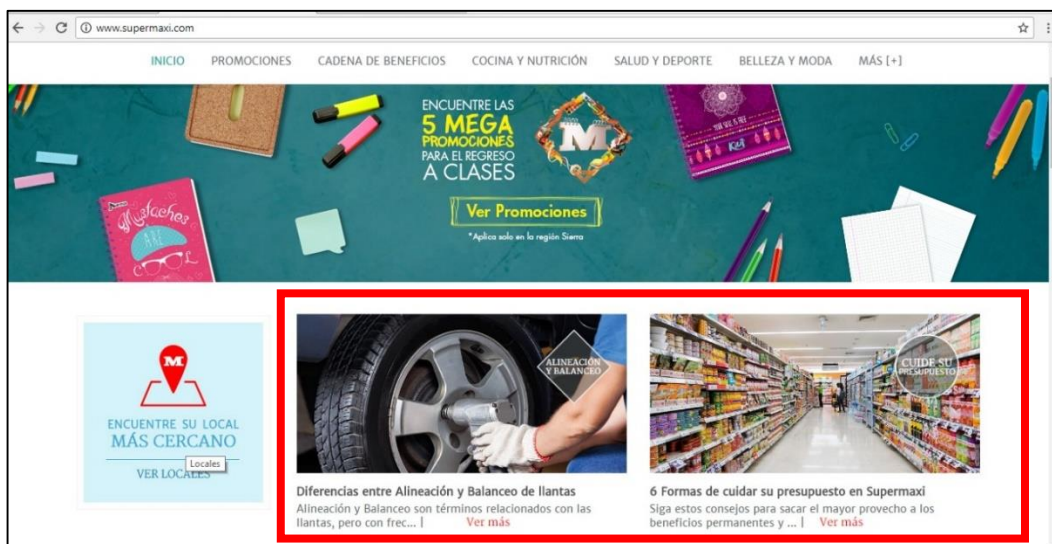 www.supermaxi.com
INICIO PROMOCIONES CADENA DE BENEFICIOS COCINA Y NUTRICIÓN SALUD Y DEPORTE BELLEZA Y MODA MÁS [+]
ENCUENTRE LAS
5 MEGA
PROMOCIONES
PARA EL REGRESO
A CLASES
M
Ver Promociones
*Aplica solo en la región Sierra
Mustaches
ARE
COOL
Kiut
M
ENCUENTRE SU LOCAL
MÁS CERCANO
VER LOCALES
Locales
ALINEACIÓN
Y BALANCEO
Diferencias entre Alineación y Balanceo de llantas
Alineación y Balanceo son términos relacionados con las
llantas, pero con frec... | Ver más
CUIDE SU
PRESUPUESTO
6 Formas de cuidar su presupuesto en Supermaxi
Siga estos consejos para sacar el mayor provecho a los
beneficios permanentes y ... | Ver más